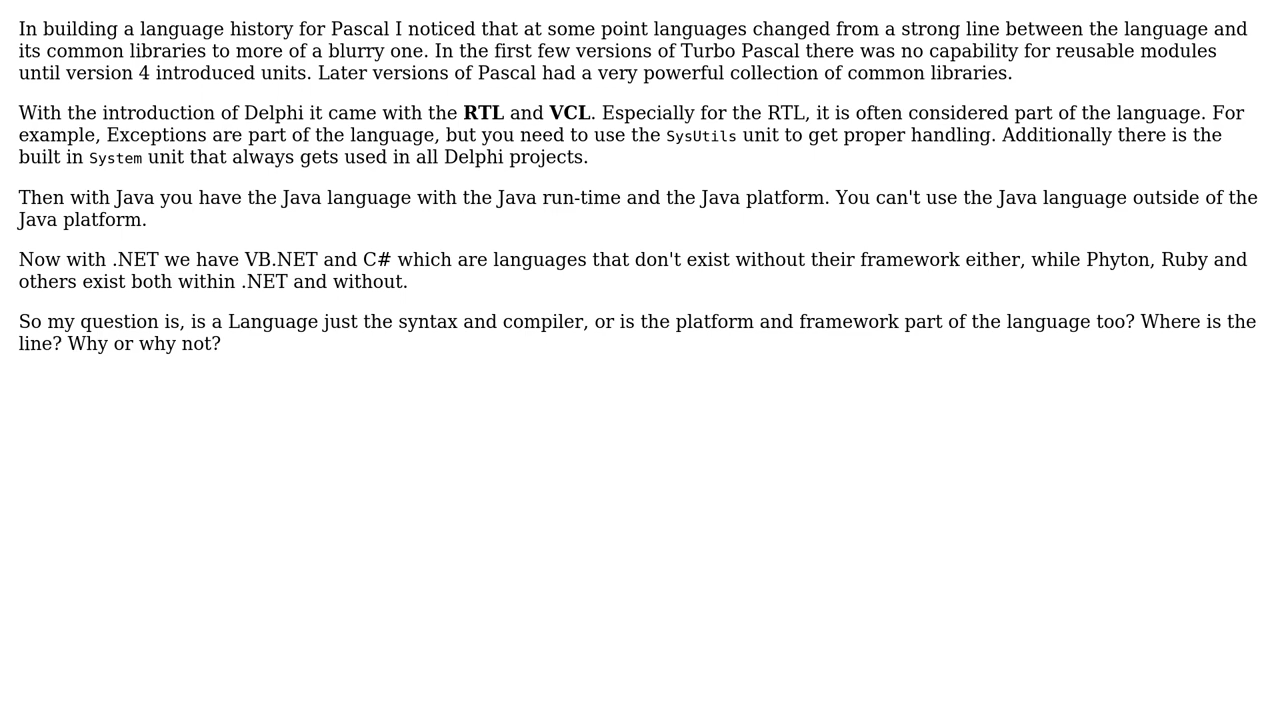 In building a language history for Pascal I noticed that at some point languages changed from a strong line between the language and
its common libraries to more of a blurry one. In the first few versions of Turbo Pascal there was no capability for reusable modules
until version 4 introduced units. Later versions of Pascal had a very powerful collection of common libraries.
With the introduction of Delphi it came with the RTL and VCL. Especially for the RTL, it is often considered part of the language. For
example, Exceptions are part of the language, but you need to use the SysUtils unit to get proper handling. Additionally there is the
built in System unit that always gets used in all Delphi projects.
Then with Java you have the Java language with the Java run-time and the Java platform. You can't use the Java language outside of the
Java platform.
Now with .NET we have VB.NET and C# which are languages that don't exist without their framework either, while Phyton, Ruby and
others exist both within .NET and without.
So my question is, is a Language just the syntax and compiler, or is the platform and framework part of the language too? Where is the
line? Why or why not?